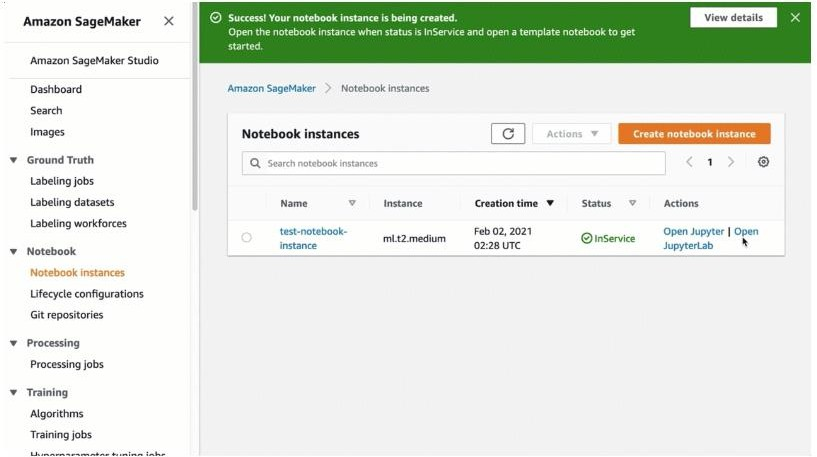 Amazon SageMaker
Amazon SageMaker Studio
Dashboard
Search
Images
Ground Truth
Labeling jobs
Labeling datasets
Labeling workforces
Notebook
Notebook instances
Lifecycle configurations
Git repositories
Processing
Processing jobs
Training
Algorithms
Training jobs
Hyperparameter tuning jobs
Success! Your notebook instance is being created.
Open the notebook instance when status is InService and open a template notebook to get
started.
View details
Amazon SageMaker > Notebook instances
Notebook instances
Actions
Create notebook instance
Search notebook instances
1
Name Instance Creation time Status Actions
test-notebook- ml.t2.medium Feb 02, 2021 InService Open Jupyter | Open
instance 02:28 UTC JupyterLab